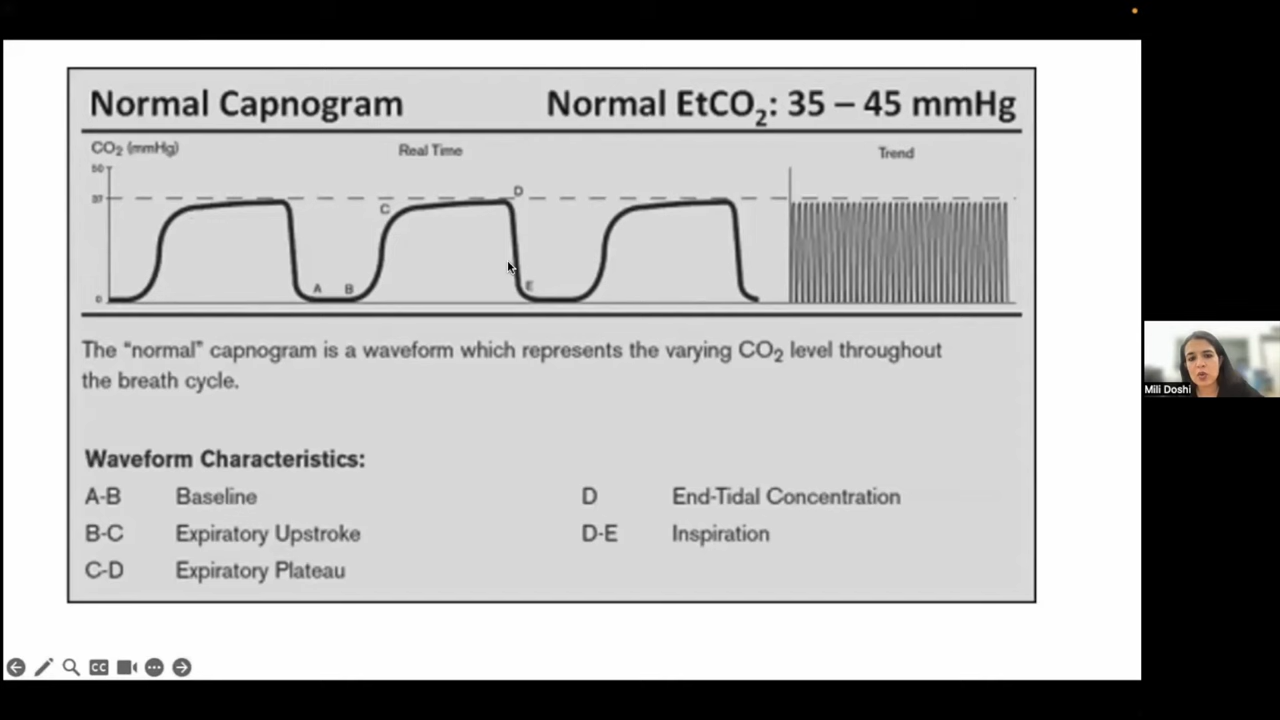 Normal Capnogram
Normal EtCO₂: 35 – 45 mmHg
CO₂ (mmHg)
Real Time
Trend
50
37
0
A
B
C
D
E
The “normal” capnogram is a waveform which represents the varying CO₂ level throughout
the breath cycle.
Waveform Characteristics:
A-B Baseline
B-C Expiratory Upstroke
C-D Expiratory Plateau
D End-Tidal Concentration
D-E Inspiration
CC
Mili Doshi